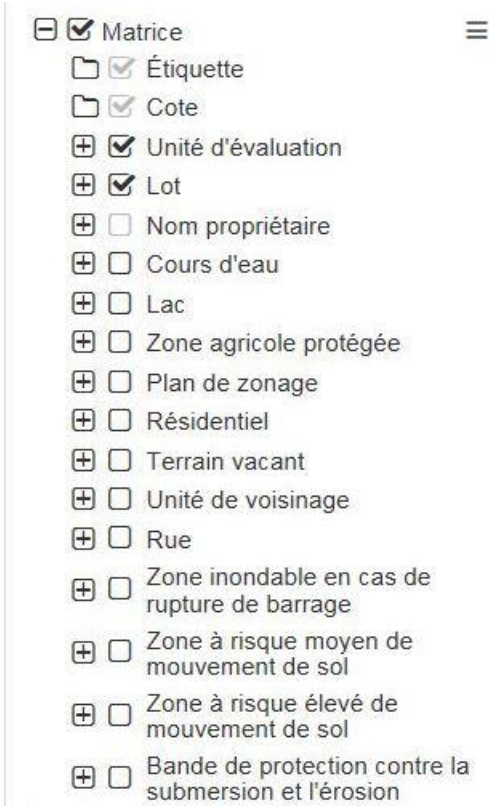 Matrice
Étiquette
Cote
Unité d'évaluation
Lot
Nom propriétaire
Cours d'eau
Lac
Zone agricole protégée
Plan de zonage
Résidentiel
Terrain vacant
Unité de voisinage
Rue
Zone inondable en cas de
rupture de barrage
Zone à risque moyen de
mouvement de sol
Zone à risque élevé de
mouvement de sol
Bande de protection contre la
submersion et l'érosion